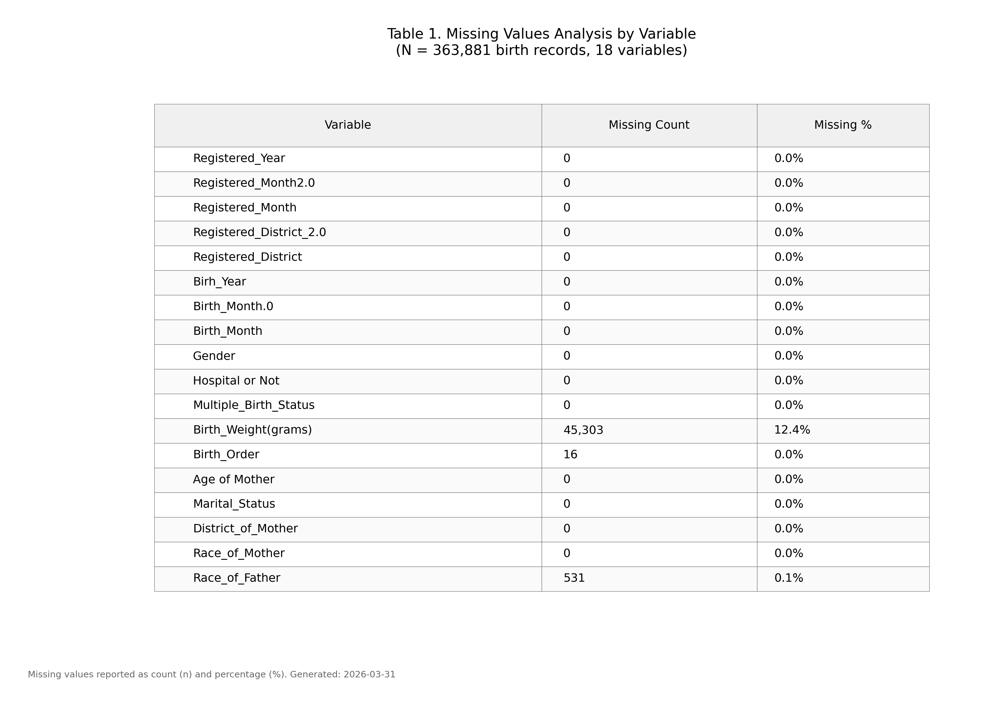 Table 1. Missing Values Analysis by Variable
(N = 363,881 birth records, 18 variables)
Variable Missing Count Missing %
Registered_Year 0 0.0%
Registered_Month2.0 0 0.0%
Registered_Month 0 0.0%
Registered_District_2.0 0 0.0%
Registered_District 0 0.0%
Birh_Year 0 0.0%
Birth_Month.0 0 0.0%
Birth_Month 0 0.0%
Gender 0 0.0%
Hospital or Not 0 0.0%
Multiple_Birth_Status 0 0.0%
Birth_Weight(grams) 45,303 12.4%
Birth_Order 16 0.0%
Age of Mother 0 0.0%
Marital_Status 0 0.0%
District_of_Mother 0 0.0%
Race_of_Mother 0 0.0%
Race_of_Father 531 0.1%
Missing values reported as count (n) and percentage (%). Generated: 2026-03-31